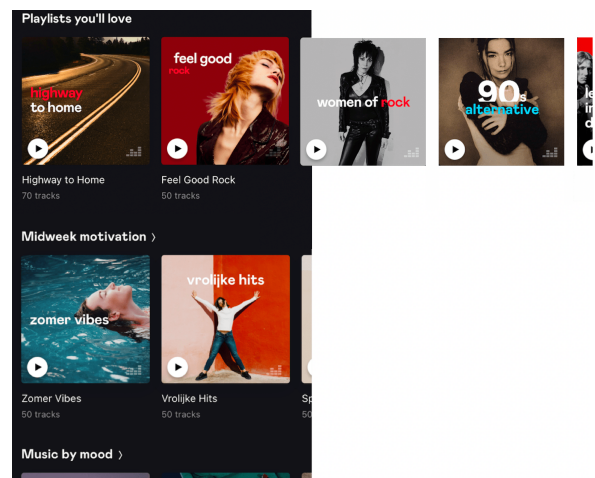 Playlists you'll love
highway
to home
feel good
rock
women of rock
90s
alternative
Highway to Home
70 tracks
Feel Good Rock
50 tracks
Midweek motivation >
zomer vibes
vrolijke hits
Zomer Vibes
50 tracks
Vrolijke Hits
50 tracks
Sp
50
Music by mood >